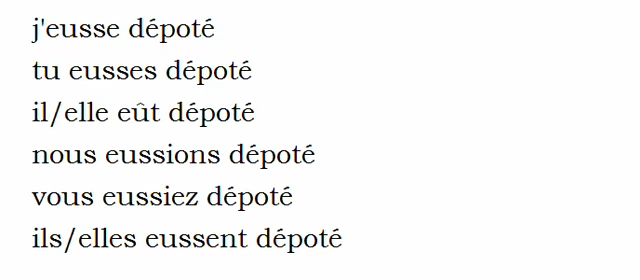 j'eusse dépoté
tu eusses dépoté
il/elle eût dépoté
nous eussions dépoté
vous eussiez dépoté
ils/elles eussent dépoté